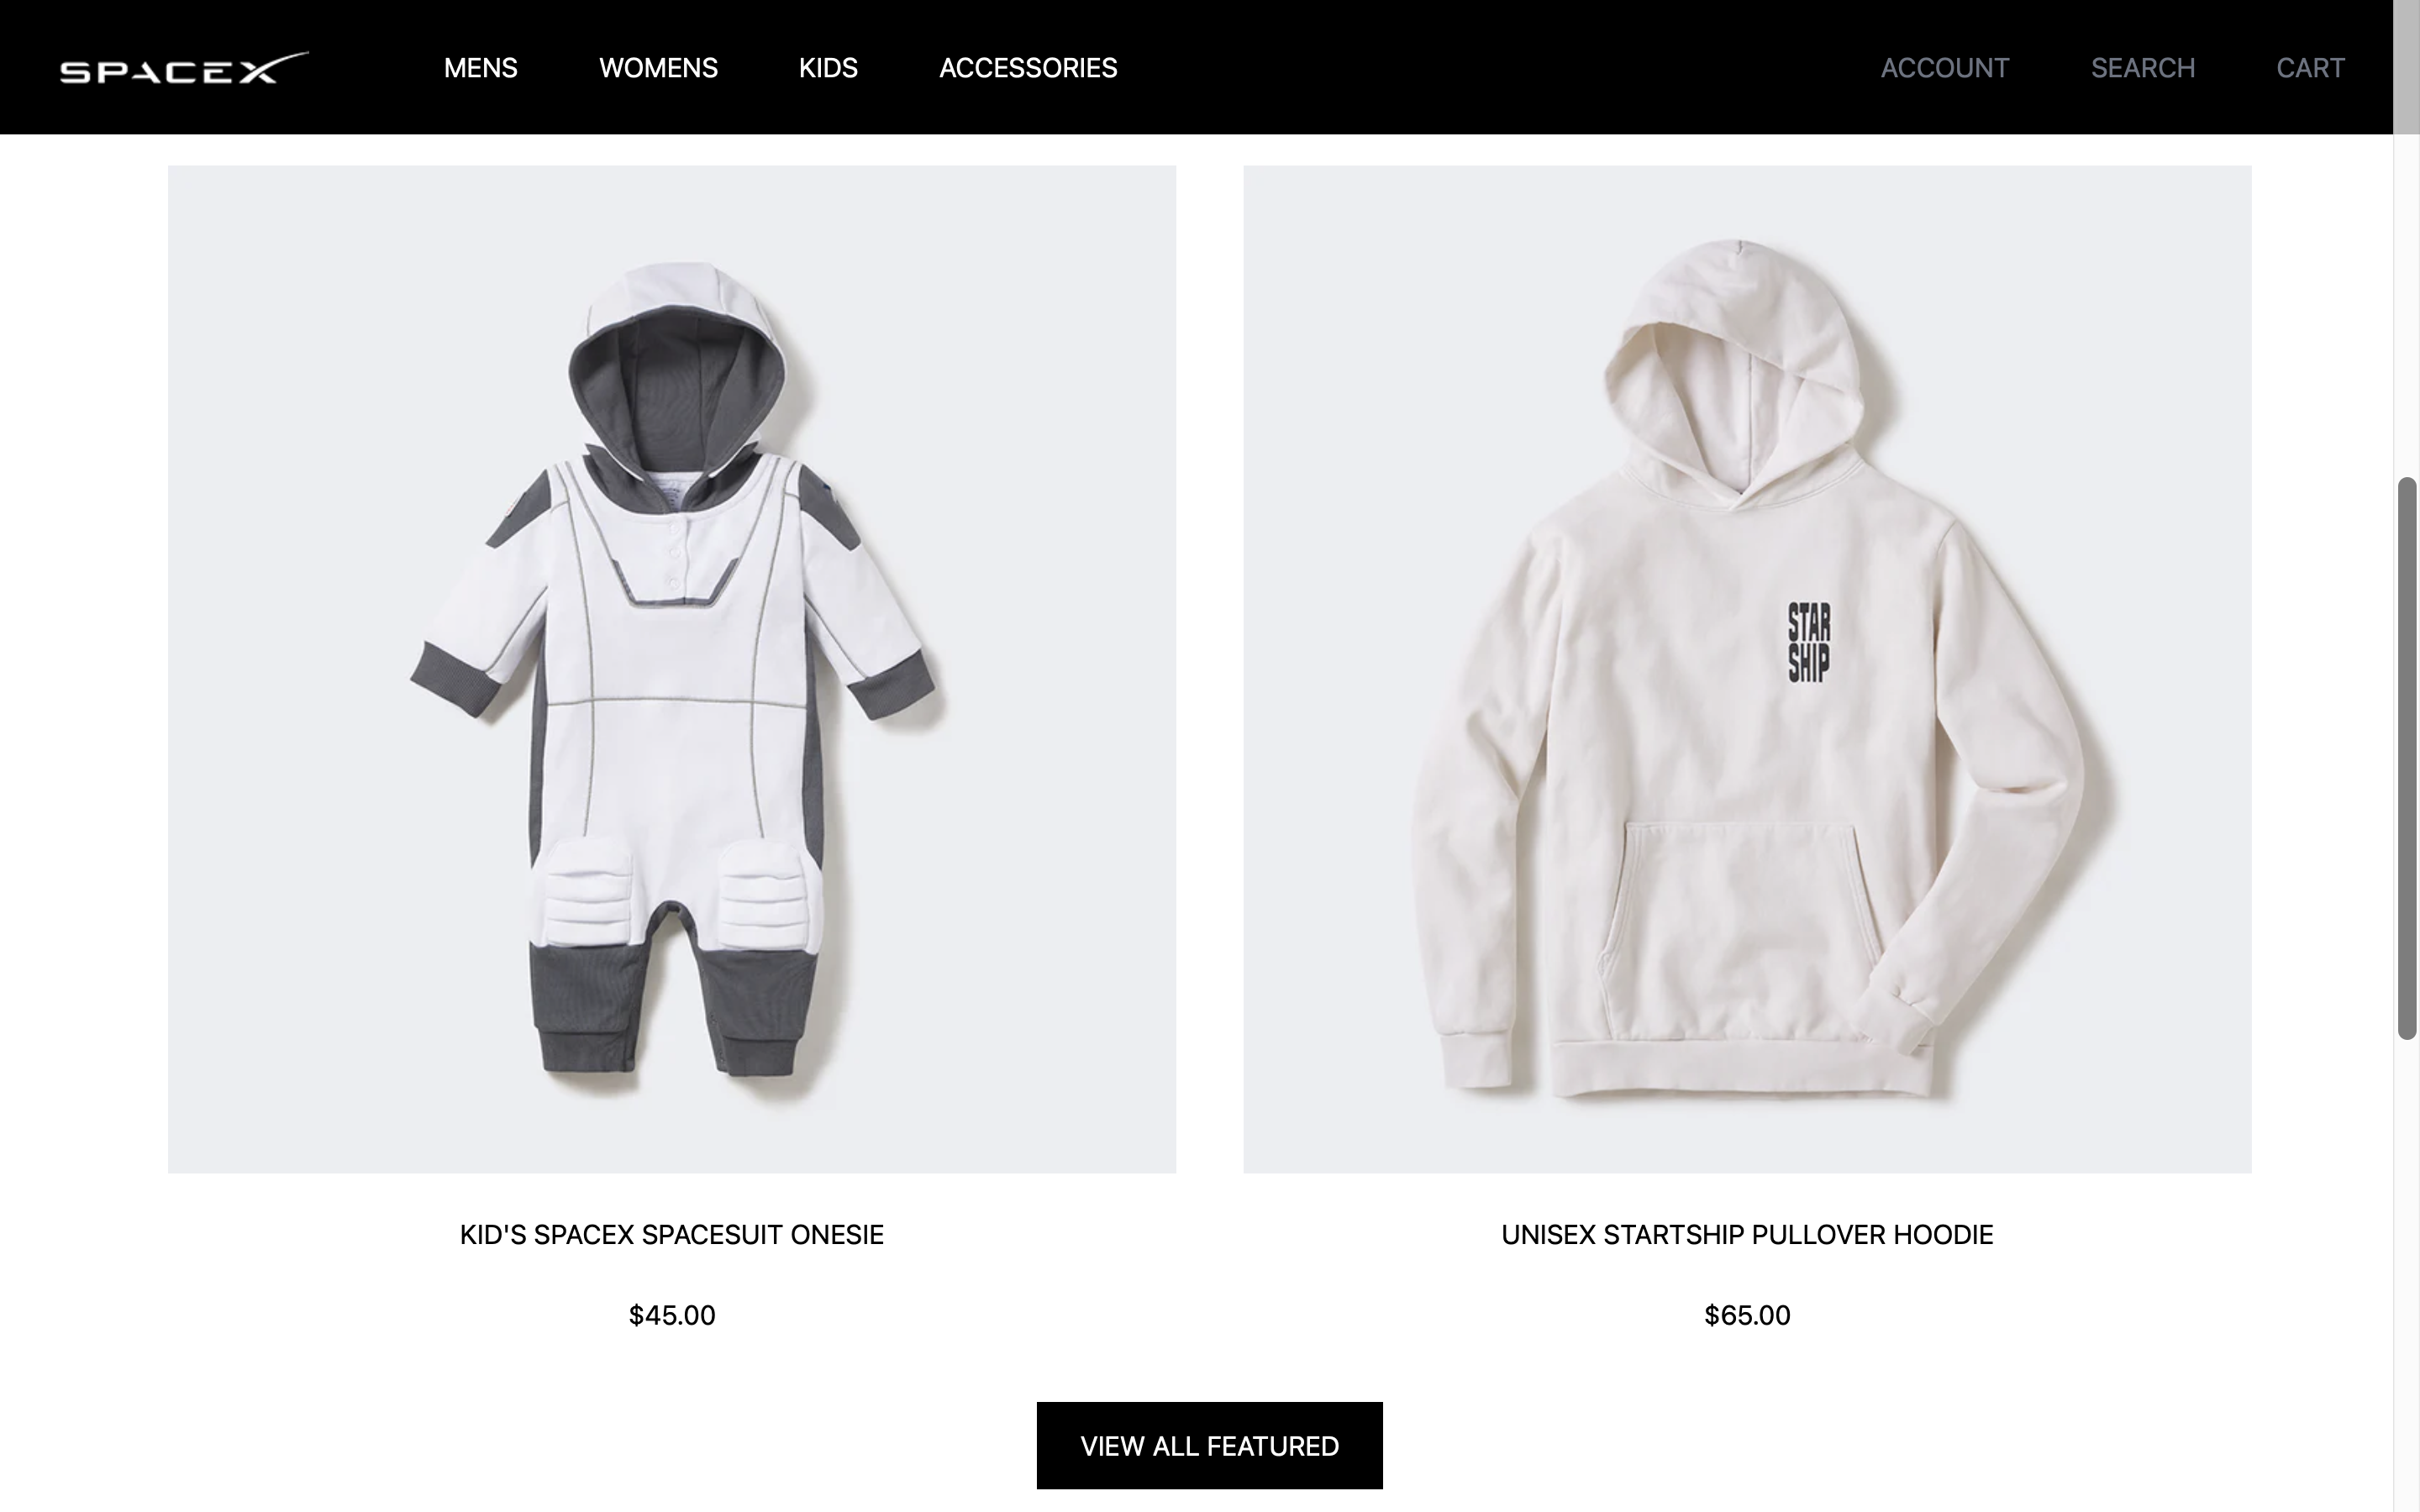 SPACEX
MENS WOMENS KIDS ACCESSORIES ACCOUNT SEARCH CART
STAR
SHIP
KID'S SPACEX SPACESUIT ONESIE
$45.00
UNISEX STARTSHIP PULLOVER HOODIE
$65.00
VIEW ALL FEATURED